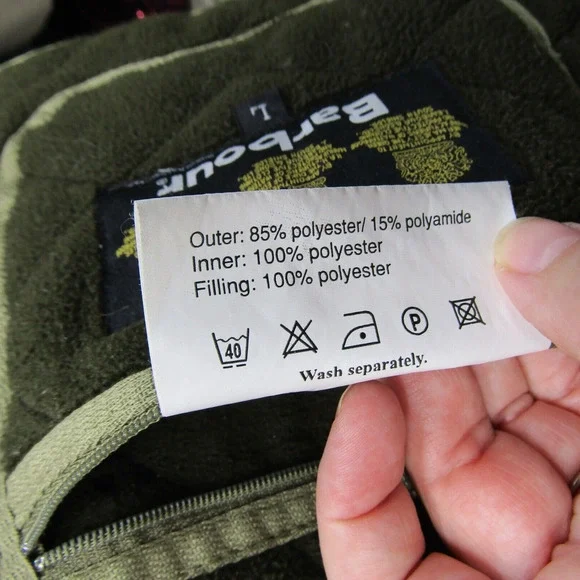 L
Barbour
Outer: 85% polyester/ 15% polyamide
Inner: 100% polyester
Filling: 100% polyester
40
P
Wash separately.